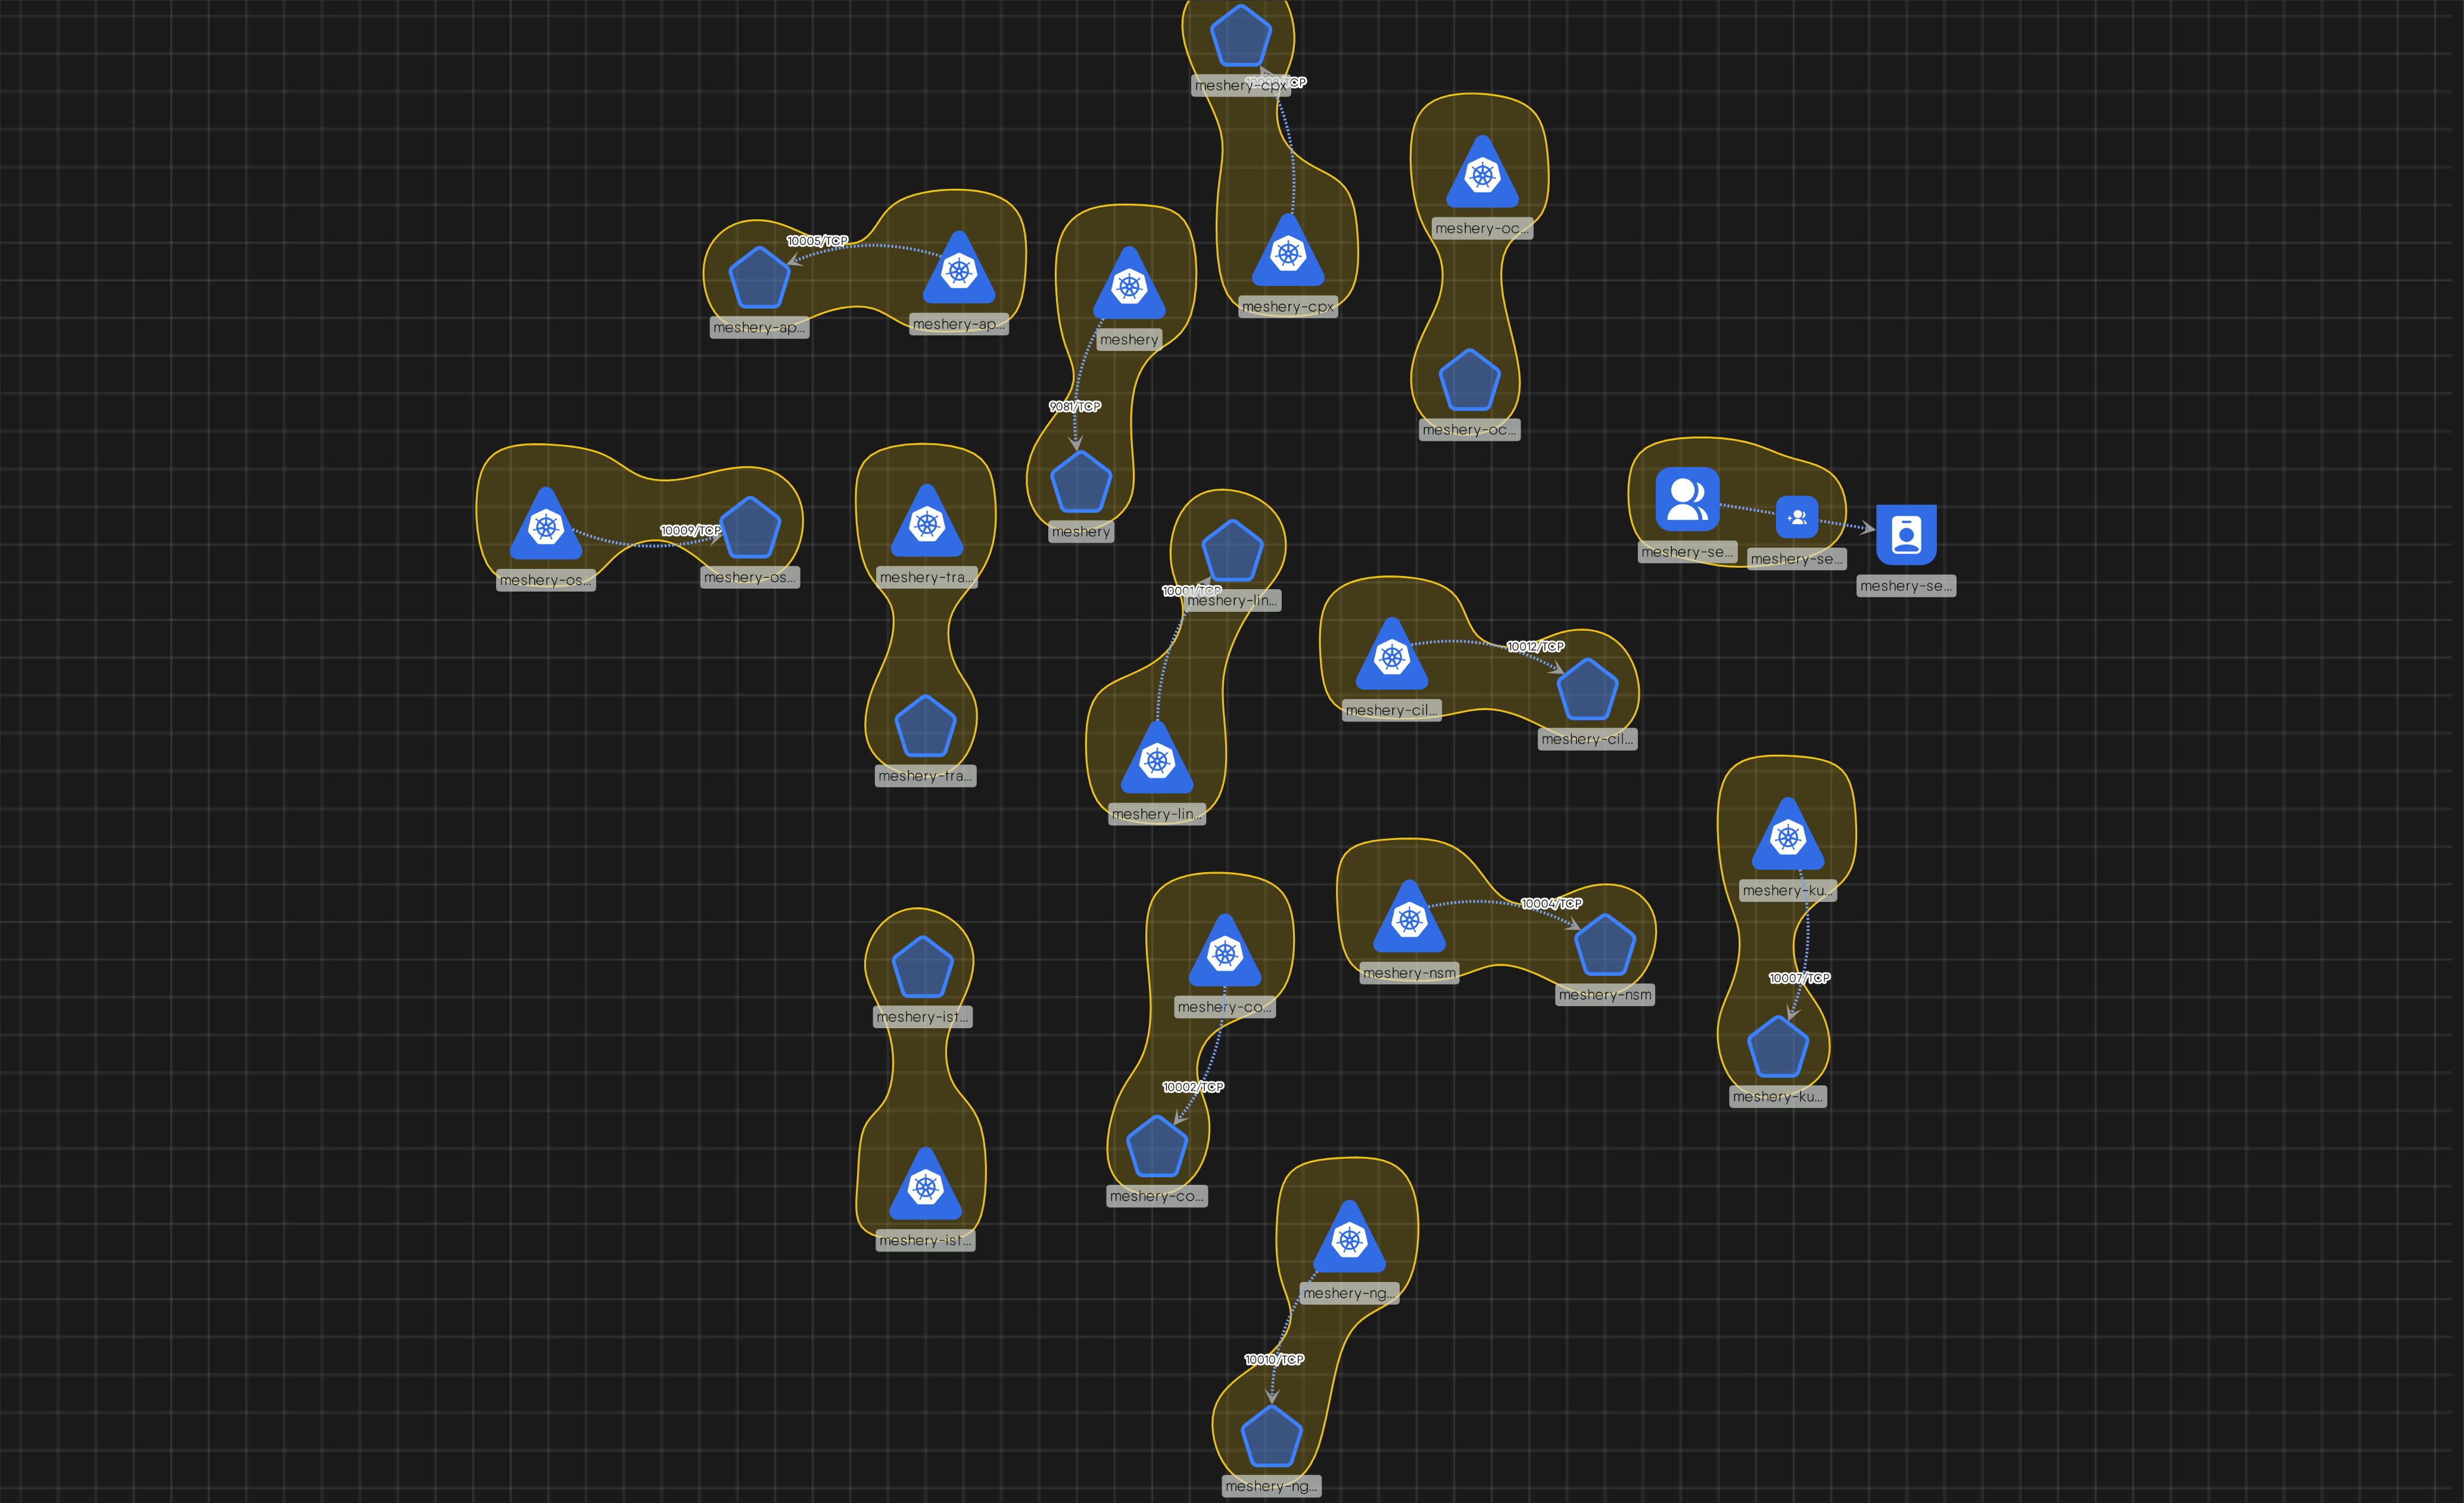 meshery-cpx
meshery-oc...
10005/TCP
meshery-cpx
meshery-ap...
meshery-ap...
meshery
9081/TCP
meshery-oc...
10009/TCP
meshery
meshery-os...
meshery-os...
meshery-tra...
meshery-se...
meshery-se...
meshery-se...
10001/TCP
meshery-lin...
10012/TCP
meshery-cil...
meshery-cil...
meshery-tra...
meshery-lin...
meshery-ku...
10004/TCP
meshery-nsm
meshery-nsm
10007/TCP
meshery-ist...
meshery-co...
10002/TCP
meshery-ku...
meshery-co...
meshery-ist...
meshery-ng...
10010/TCP
meshery-ng...